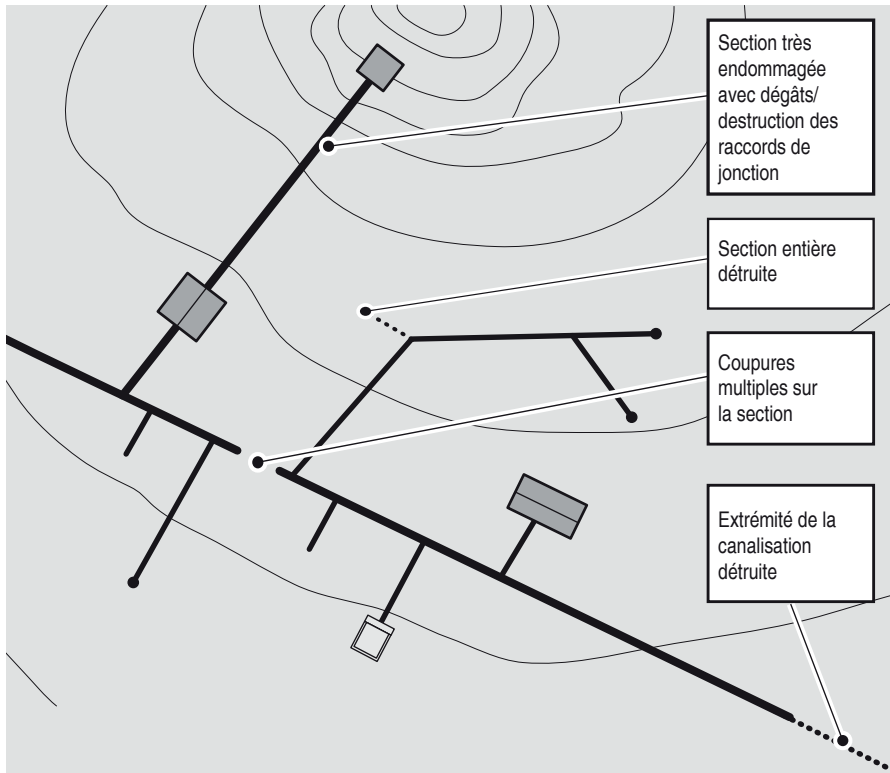 Section très
endommagée
avec dégâts/
destruction des
raccords de
jonction
Section entière
détruite
Coupures
multiples sur
la section
Extrémité de la
canalisation
détruite